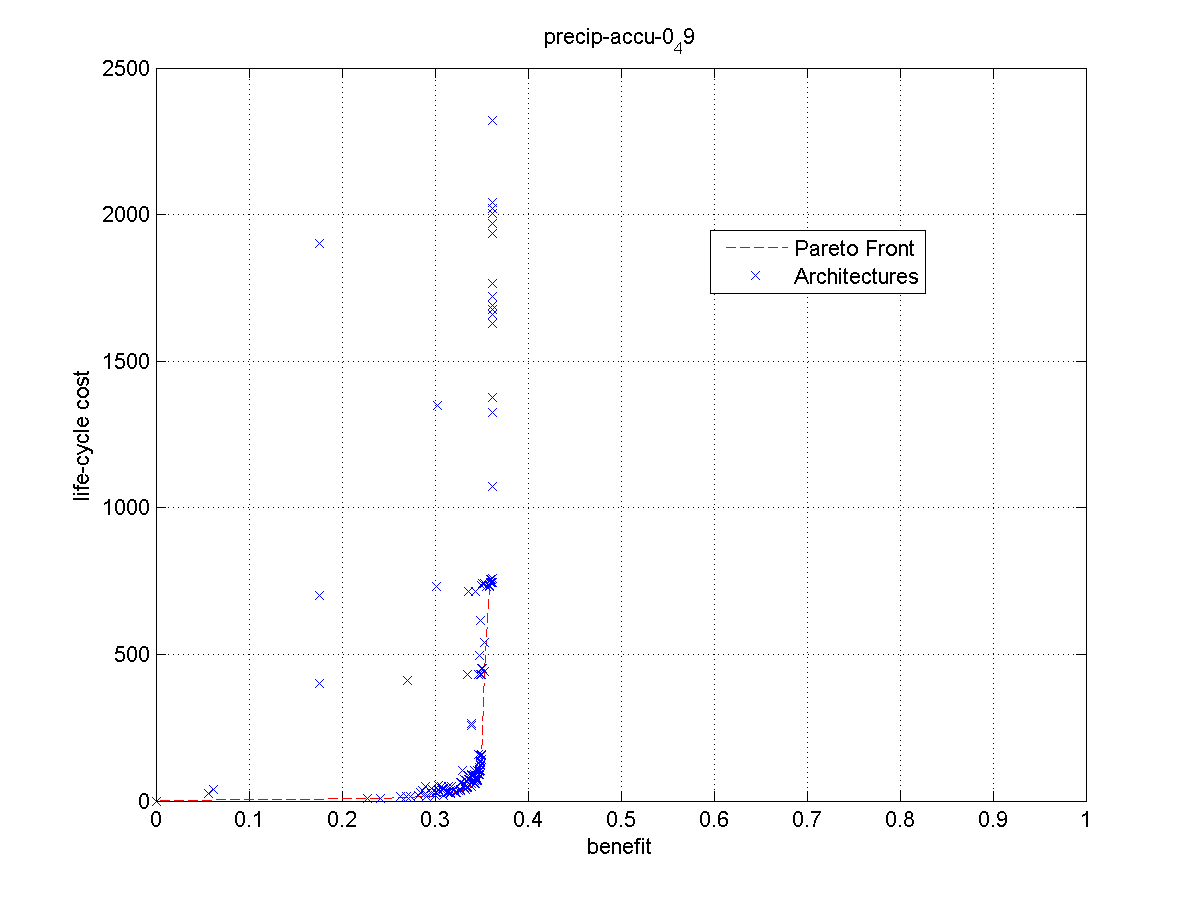 precip-accu-0₄9
2500
2000
1500
1000
500
0
life-cycle cost
Pareto Front
Architectures
0 0.1 0.2 0.3 0.4 0.5 0.6 0.7 0.8 0.9 1
benefit